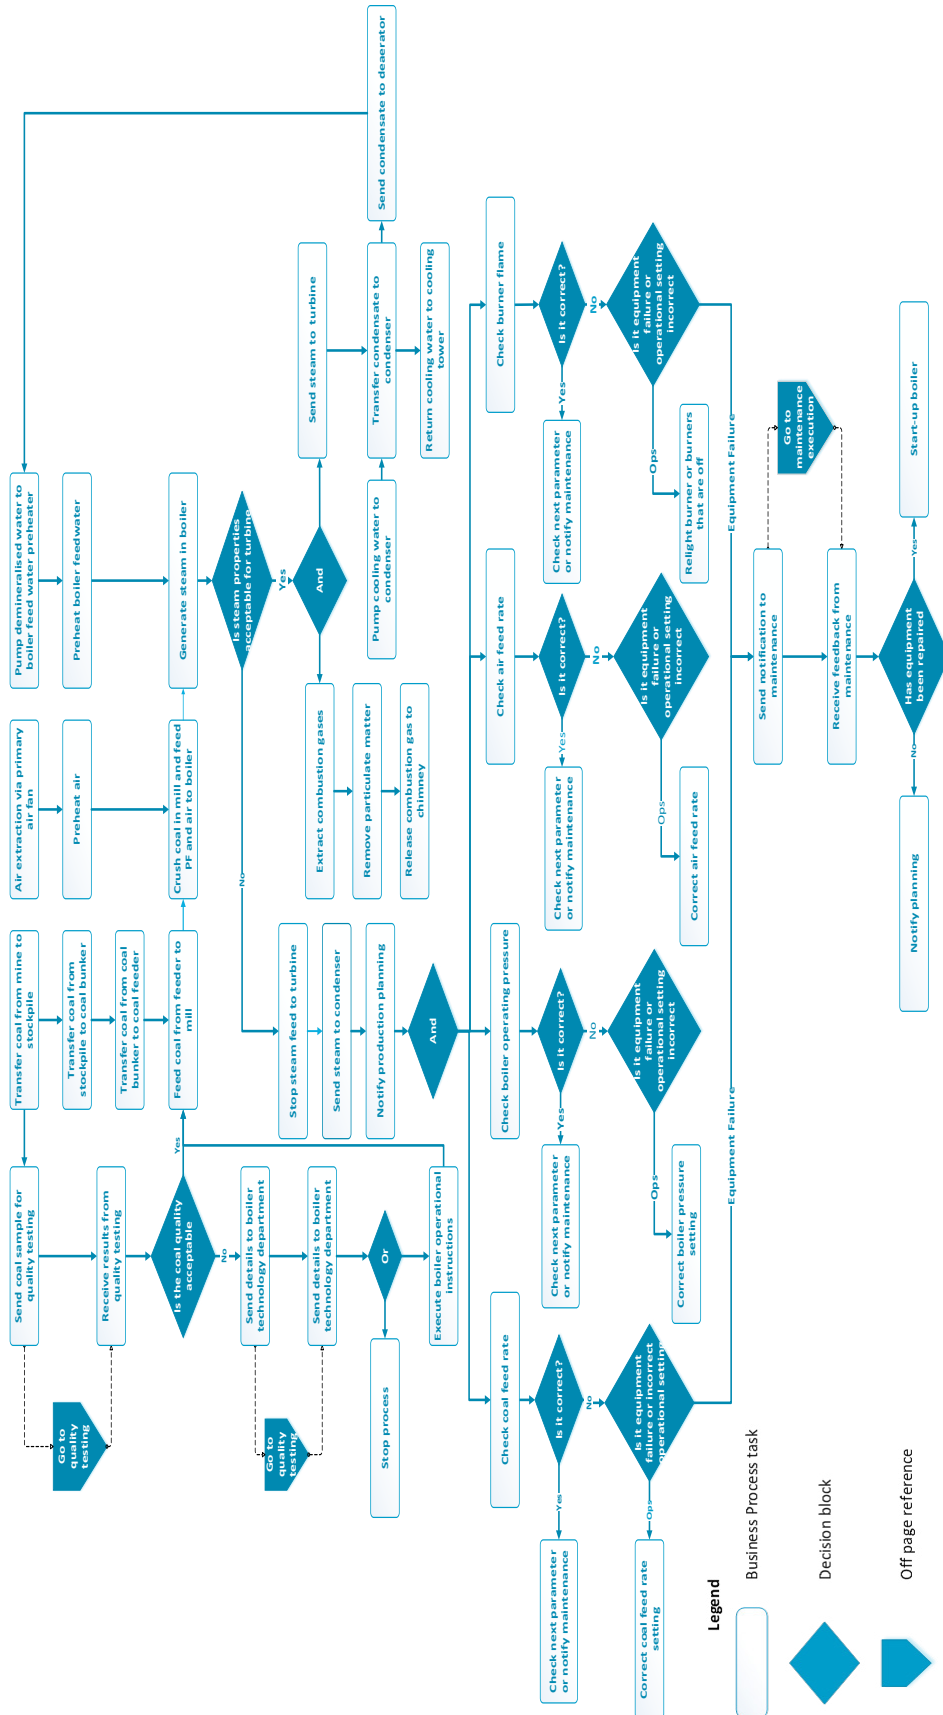 Send coal sample for
quality testing
Transfer coal from mine to
stockpile
Air extraction via primary
air fan
Pump demineralised water to
boiler feed water preheater
Go to
quality
testing
Receive results from
quality testing
Transfer coal from
stockpile to coal bunker
Preheat air
Preheat boiler feedwater
Transfer coal from coal
bunker to coal feeder
Is the coal quality
acceptable
Yes
Feed coal from feeder to
mill
Crush coal in mill and feed
PF and air to boiler
Generate steam in boiler
No
Is steam properties
acceptable for turbine
No
Yes
Send details to boiler
technology department
Go to
quality
testing
Send details to boiler
technology department
Stop steam feed to turbine
Send steam to condenser
Notify production planning
Extract combustion gases
And
Send steam to turbine
Remove particulate matter
Release combustion gas to
chimney
Pump cooling water to
condenser
Transfer condensate to
condenser
Send condensate to deaerator
Return cooling water to cooling
tower
Or
Stop process
Execute boiler operational
instructions
And
Check coal feed rate
Check boiler operating pressure
Check air feed rate
Check burner flame
Is it correct?
Is it correct?
Is it correct?
Is it correct?
Yes
Yes
Yes
Yes
Check next parameter
or notify maintenance
Check next parameter
or notify maintenance
Check next parameter
or notify maintenance
Check next parameter
or notify maintenance
No
No
No
No
Is it equipment
failure or incorrect
operational setting
Is it equipment
failure or
operational setting
incorrect
Is it equipment
failure or
operational setting
incorrect
Is it equipment
failure or
operational setting
incorrect
Ops
Ops
Ops
Ops
Correct coal feed rate
setting
Correct boiler pressure
setting
Correct air feed rate
Relight burner or burners
that are off
Equipment Failure
Equipment Failure
Send notification to
maintenance
Go to
maintenance
execution
Receive feedback from
maintenance
Has equipment
been repaired
No
Yes
Notify planning
Start-up boiler
Legend
Business Process task
Decision block
Off page reference